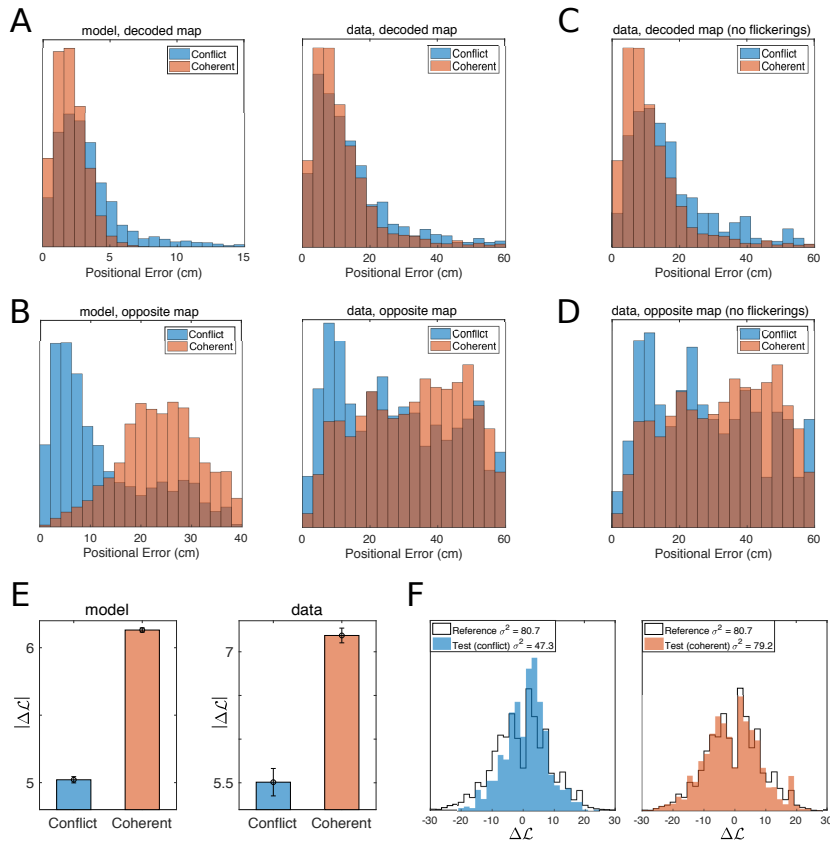 A
model, decoded map
Conflict
Coherent
0 5 10 15
Positional Error (cm)
data, decoded map
Conflict
Coherent
0 20 40 60
Positional Error (cm)
C
data, decoded map (no flickerings)
Conflict
Coherent
0 20 40 60
Positional Error (cm)
B
model, opposite map
Conflict
Coherent
0 10 20 30 40
Positional Error (cm)
data, opposite map
Conflict
Coherent
0 20 40 60
Positional Error (cm)
D
data, opposite map (no flickerings)
Conflict
Coherent
0 20 40 60
Positional Error (cm)
E
model
|Δℒ|
6
5
Conflict Coherent
data
|Δℒ|
7
5.5
Conflict Coherent
F
Reference σ² = 80.7
Test (conflict) σ² = 47.3
-30 -20 -10 0 10 20 30
Δℒ
Reference σ² = 80.7
Test (coherent) σ² = 79.2
-30 -20 -10 0 10 20 30
Δℒ